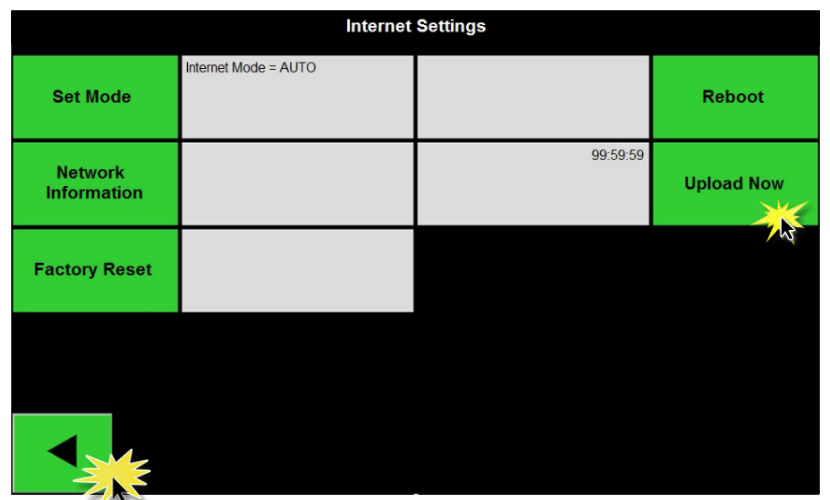 Internet Settings
Set Mode
Internet Mode = AUTO
Reboot
Network
Information
99:59:59
Upload Now
Factory Reset